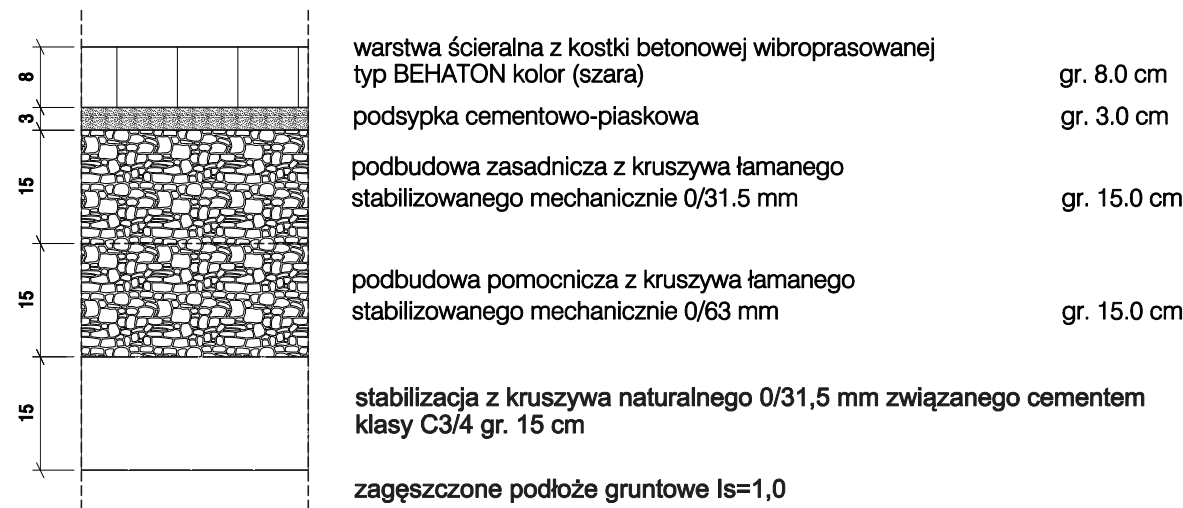 warstwa ścieralna z kostki betonowej wibroprasowanej
typ BEHATON kolor (szara) gr. 8.0 cm
8
podsypka cementowo-piaskowa gr. 3.0 cm
3
podbudowa zasadnicza z kruszywa łamanego
stabilizowanego mechanicznie 0/31.5 mm gr. 15.0 cm
15
podbudowa pomocnicza z kruszywa łamanego
stabilizowanego mechanicznie 0/63 mm gr. 15.0 cm
15
stabilizacja z kruszywa naturalnego 0/31,5 mm związanego cementem
klasy C3/4 gr. 15 cm
15
zagęszczone podłoże gruntowe Is=1,0